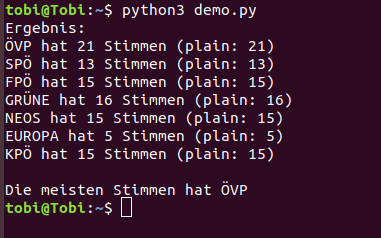 tobi@Tobi:~$ python3 demo.py
Ergebnis:
ÖVP hat 21 Stimmen (plain: 21)
SPÖ hat 13 Stimmen (plain: 13)
FPÖ hat 15 Stimmen (plain: 15)
GRÜNE hat 16 Stimmen (plain: 16)
NEOS hat 15 Stimmen (plain: 15)
EUROPA hat 5 Stimmen (plain: 5)
KPÖ hat 15 Stimmen (plain: 15)

Die meisten Stimmen hat ÖVP
tobi@Tobi:~$